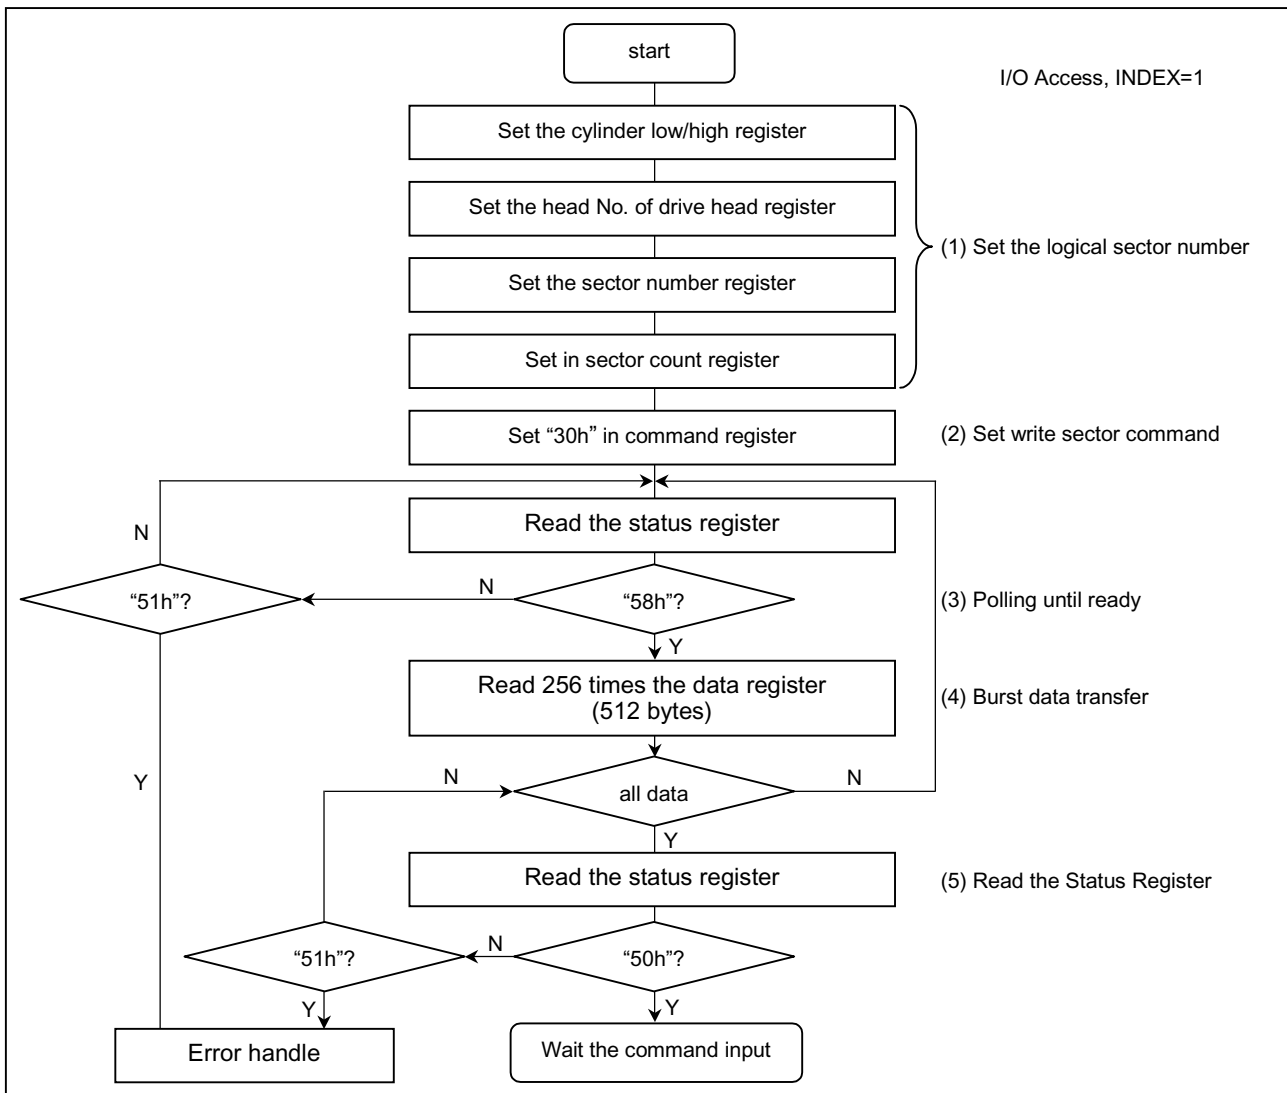 start
I/O Access, INDEX=1
Set the cylinder low/high register
Set the head No. of drive head register
(1) Set the logical sector number
Set the sector number register
Set in sector count register
Set “30h” in command register
(2) Set write sector command
Read the status register
N
“51h”?
N
“58h”?
(3) Polling until ready
Y
Read 256 times the data register
(512 bytes)
(4) Burst data transfer
Y
N
all data
N
Y
Read the status register
(5) Read the Status Register
“51h”?
N
“50h”?
Y
Y
Error handle
Wait the command input